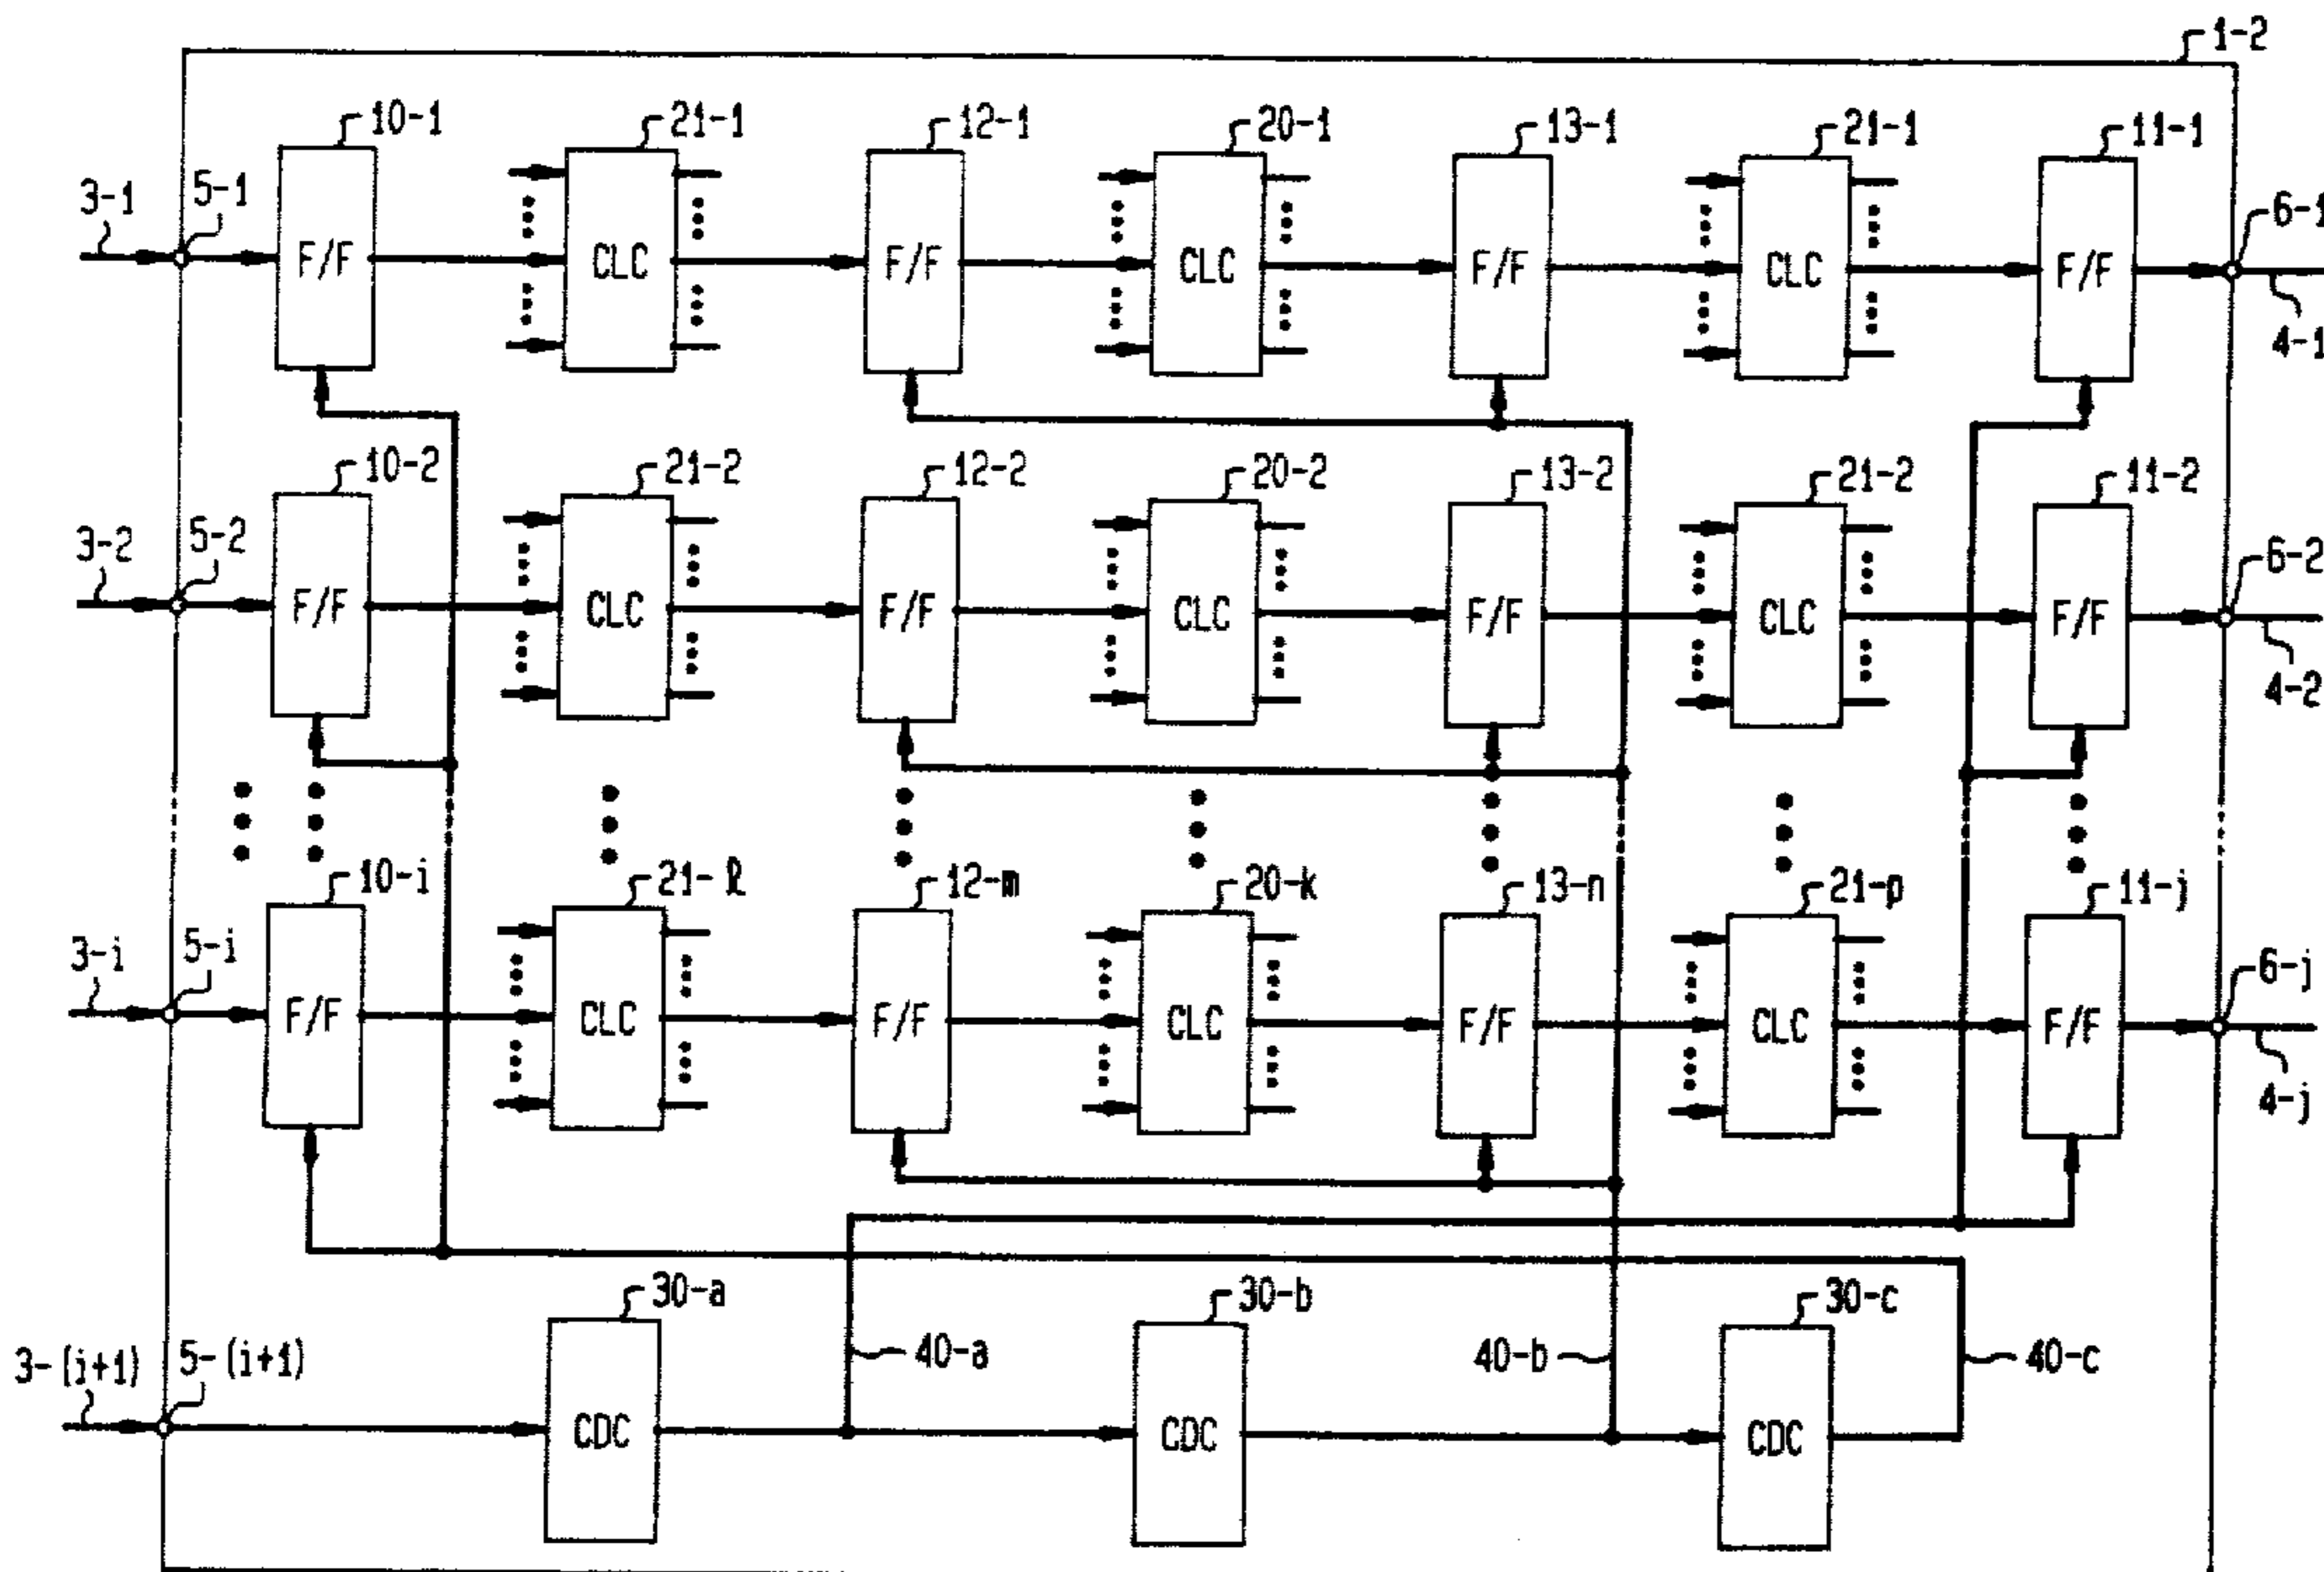 1-2
10-1 21-1 12-1 20-1 13-1 21-1 11-1
3-1 5-1 F/F CLC F/F CLC F/F CLC F/F 6-1
4-1
10-2 21-2 12-2 20-2 13-2 21-2 11-2
3-2 5-2 F/F CLC F/F CLC F/F CLC F/F 6-2
4-2
10-i 21-ℓ 12-m 20-k 13-n 21-p 11-j
3-i 5-i F/F CLC F/F CLC F/F CLC F/F 6-j
4-j
30-a 30-b 30-c
40-a 40-b 40-c
3-(i+1) 5-(i+1) CDC CDC CDC